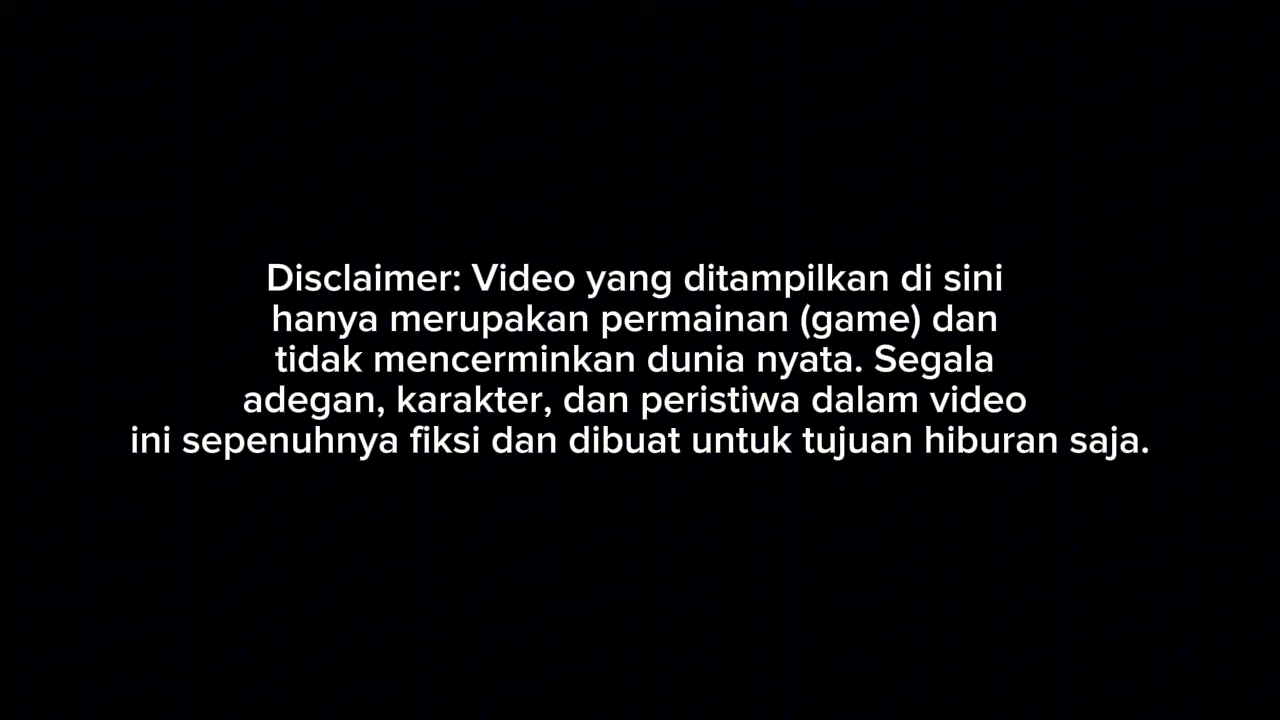 Disclaimer: Video yang ditampilkan di sini
hanya merupakan permainan (game) dan
tidak mencerminkan dunia nyata. Segala
adegan, karakter, dan peristiwa dalam video
ini sepenuhnya fiksi dan dibuat untuk tujuan hiburan saja.